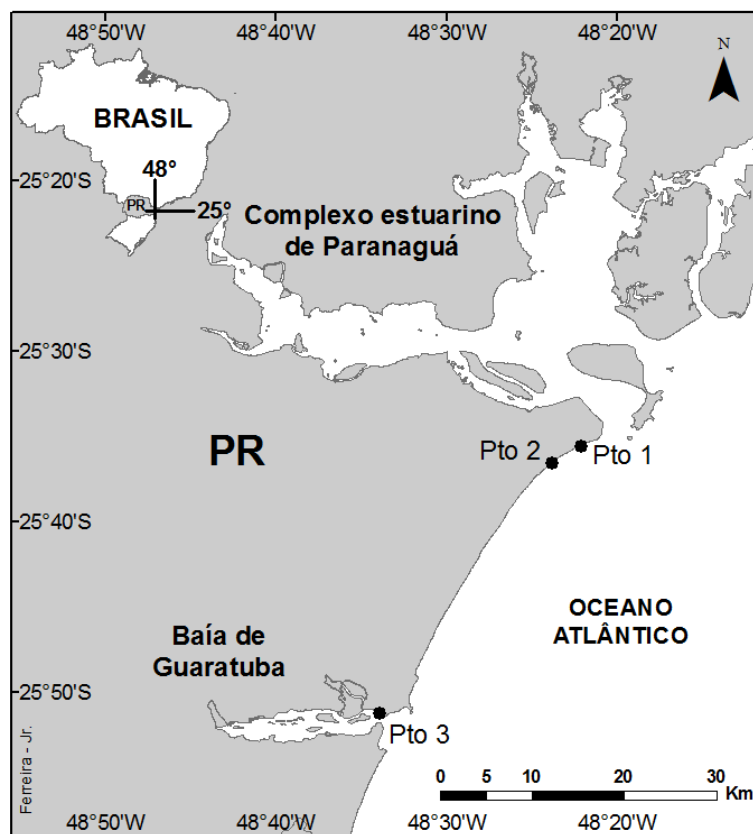 48°50'W 48°40'W 48°30'W 48°20'W
N
BRASIL
48°
25°20'S
PR
25°
Complexo estuarino
de Paranaguá
25°30'S
PR
Pto 2
Pto 1
25°40'S
OCEANO
ATLÂNTICO
Baía de
Guaratuba
25°50'S
Pto 3
Ferreira - Jr.
0 5 10 20 30
Km
48°50'W 48°40'W 48°30'W 48°20'W